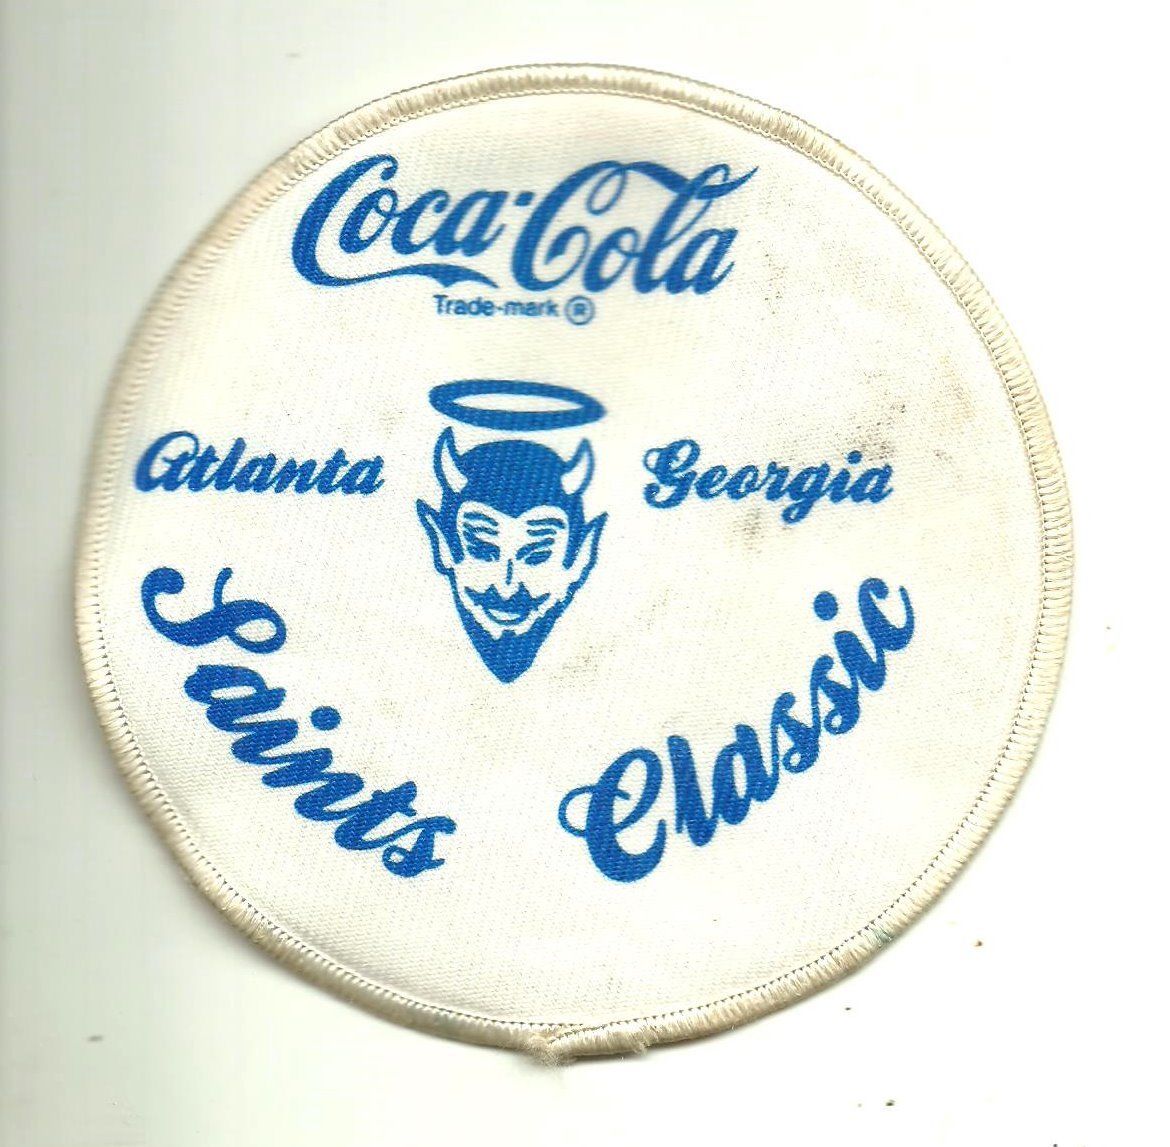 Coca-Cola
Trade-mark ®
Atlanta Georgia
Saints Classic